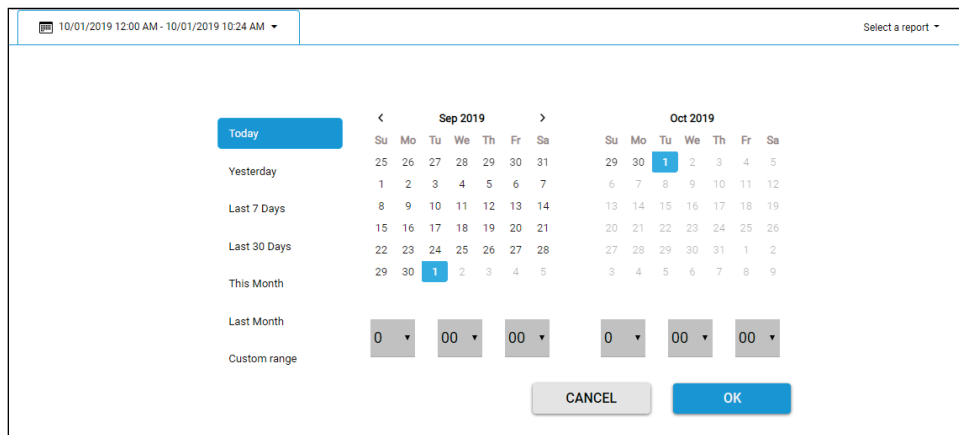 10/01/2019 12:00 AM - 10/01/2019 10:24 AM
Select a report
Today
Yesterday
Last 7 Days
Last 30 Days
This Month
Last Month
Custom range
Sep 2019
Su Mo Tu We Th Fr Sa
25 26 27 28 29 30 31
1 2 3 4 5 6 7
8 9 10 11 12 13 14
15 16 17 18 19 20 21
22 23 24 25 26 27 28
29 30 1 2 3 4 5
0 00 00
Oct 2019
Su Mo Tu We Th Fr Sa
29 30 1 2 3 4 5
6 7 8 9 10 11 12
13 14 15 16 17 18 19
20 21 22 23 24 25 26
27 28 29 30 31 1 2
3 4 5 6 7 8 9
0 00 00
CANCEL
OK